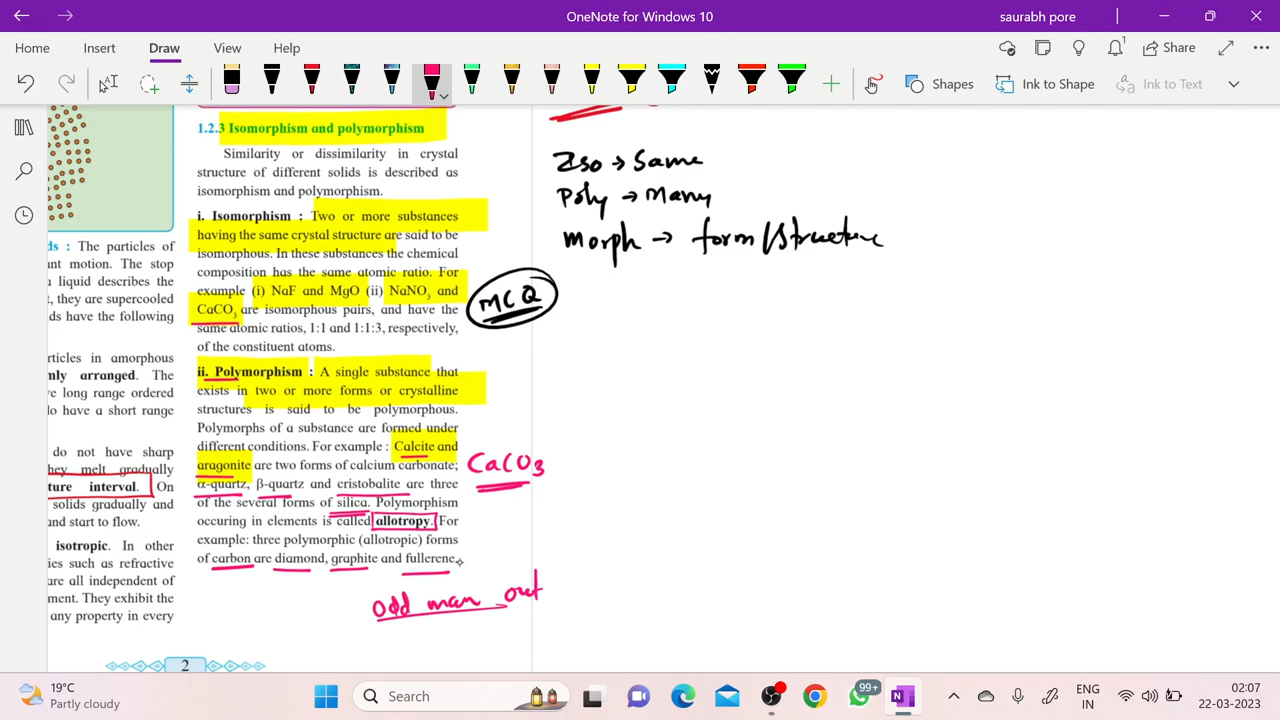 OneNote for Windows 10
saurabh pore
Home Insert Draw View Help
Share
Shapes
Ink to Shape
Ink to Text
1.2.3 Isomorphism and polymorphism
Similarity or dissimilarity in crystal
structure of different solids is described as
isomorphism and polymorphism.
i. Isomorphism : Two or more substances
having the same crystal structure are said to be
isomorphous. In these substances the chemical
composition has the same atomic ratio. For
example (i) NaF and MgO (ii) NaNO3 and
CaCO3 are isomorphous pairs, and have the
same atomic ratios, 1:1 and 1:1:3, respectively,
of the constituent atoms.
ii. Polymorphism : A single substance that
exists in two or more forms or crystalline
structures is said to be polymorphous.
Polymorphs of a substance are formed under
different conditions. For example : Calcite and
aragonite are two forms of calcium carbonate;
α-quartz, β-quartz and cristobalite are three
of the several forms of silica. Polymorphism
occuring in elements is called allotropy. For
example: three polymorphic (allotropic) forms
of carbon are diamond, graphite and fullerene.
2
ds : The particles of
nt motion. The stop
liquid describes the
t, they are supercooled
ds have the following
rticles in amorphous
mly arranged. The
ve long range ordered
lo have a short range
do not have sharp
hey melt gradually
ture interval. On
solids gradually and
and start to flow.
isotropic. In other
ies such as refractive
are all independent of
ment. They exhibit the
any property in every
Iso → Same
Poly → Many
Morph → form/structure
MCQ
CaCO3
odd man out
19°C
Partly cloudy
Search
99+
ENG
IN
02:07
22-03-2023